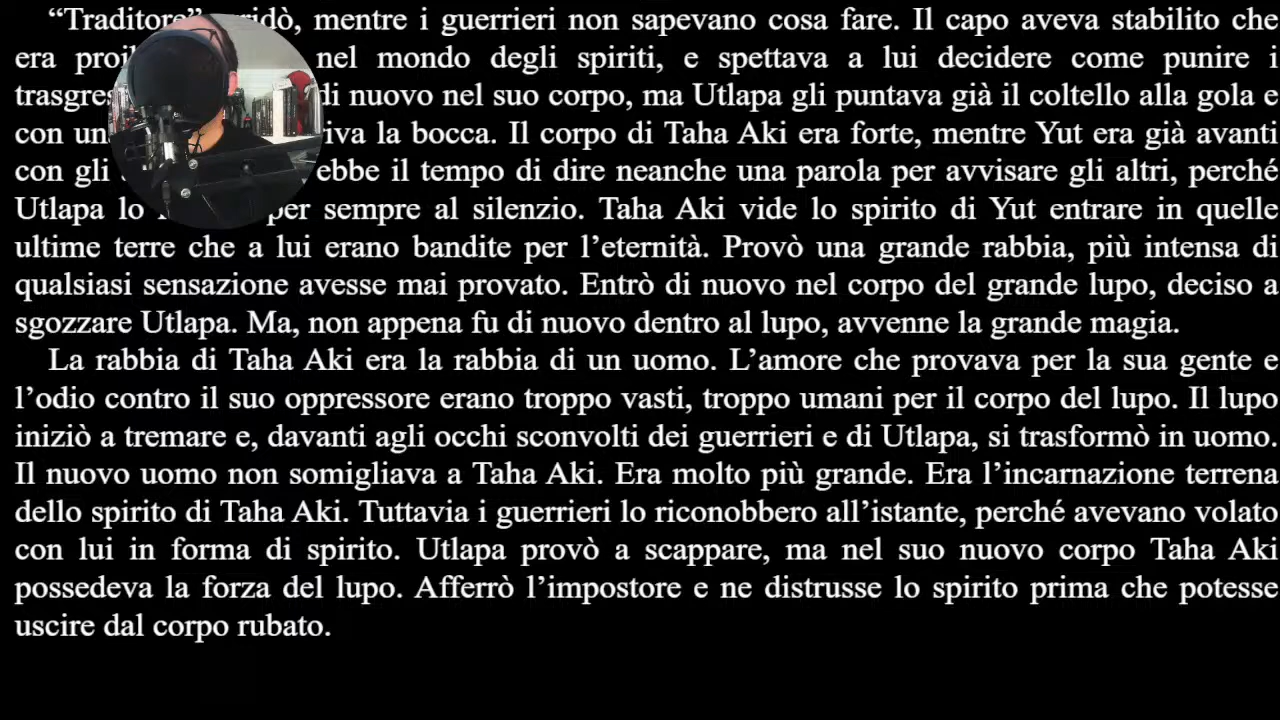 “Traditore” gridò, mentre i guerrieri non sapevano cosa fare. Il capo aveva stabilito che
era nel mondo degli spiriti, e spettava a lui decidere come punire i
di nuovo nel suo corpo, ma Utlapa gli puntava già il coltello alla gola e
con la bocca. Il corpo di Taha Aki era forte, mentre Yut era già avanti
con gli ebbe il tempo di dire neanche una parola per avvisare gli altri, perché
Utlapa lo per sempre al silenzio. Taha Aki vide lo spirito di Yut entrare in quelle
ultime terre che a lui erano bandite per l’eternità. Provò una grande rabbia, più intensa di
qualsiasi sensazione avesse mai provato. Entrò di nuovo nel corpo del grande lupo, deciso a
sgozzare Utlapa. Ma, non appena fu di nuovo dentro al lupo, avvenne la grande magia.
La rabbia di Taha Aki era la rabbia di un uomo. L’amore che provava per la sua gente e
l’odio contro il suo oppressore erano troppo vasti, troppo umani per il corpo del lupo. Il lupo
iniziò a tremare e, davanti agli occhi sconvolti dei guerrieri e di Utlapa, si trasformò in uomo.
Il nuovo uomo non somigliava a Taha Aki. Era molto più grande. Era l’incarnazione terrena
dello spirito di Taha Aki. Tuttavia i guerrieri lo riconobbero all’istante, perché avevano volato
con lui in forma di spirito. Utlapa provò a scappare, ma nel suo nuovo corpo Taha Aki
possedeva la forza del lupo. Afferrò l’impostore e ne distrusse lo spirito prima che potesse
uscire dal corpo rubato.